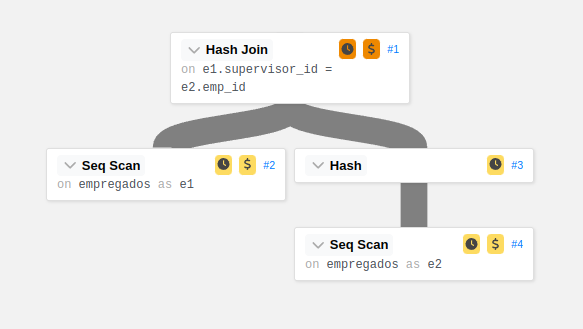 Hash Join $ #1
on e1.supervisor_id =
e2.emp_id
Seq Scan $ #2
on empregados as e1
Hash #3
Seq Scan $ #4
on empregados as e2